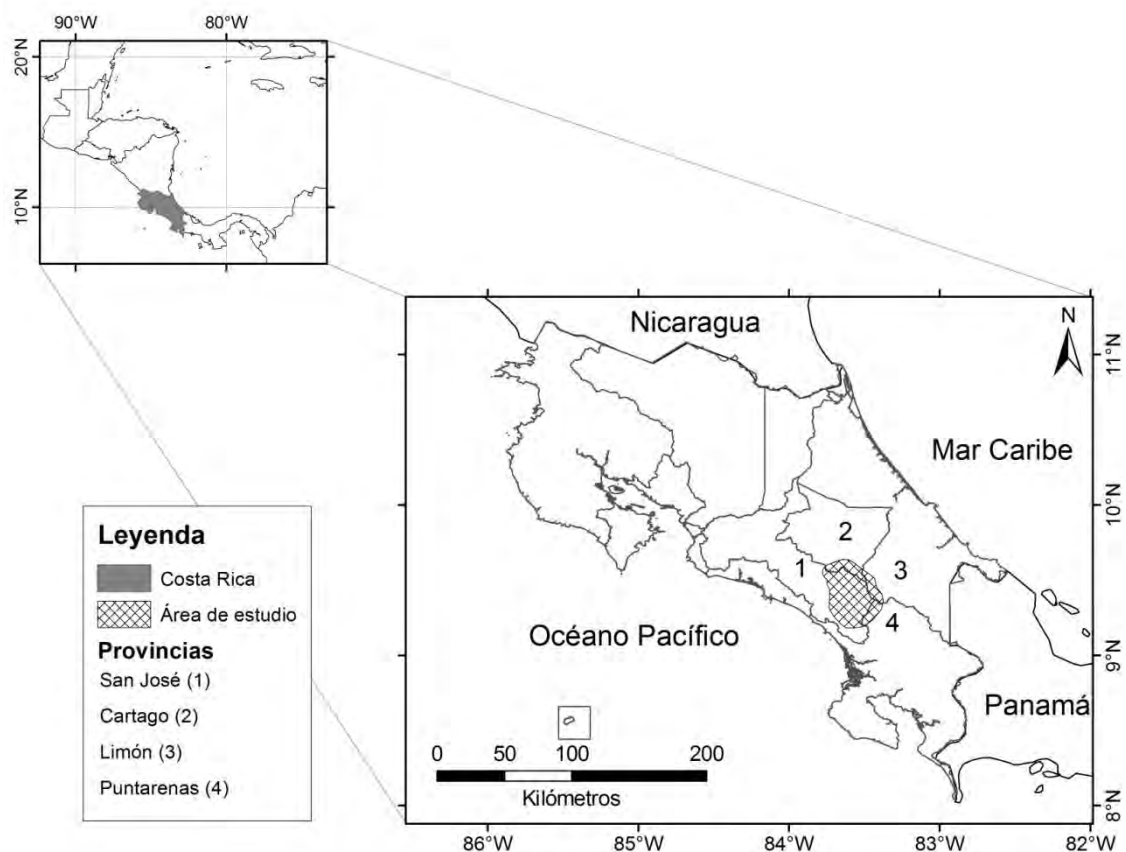 90°W 80°W
20°N
10°N
Nicaragua
N
11°N
Mar Caribe
10°N
2
1
3
4
Océano Pacífico
9°N
Panamá
0 50 100 200
Kilómetros
8°N
86°W 85°W 84°W 83°W 82°W
Leyenda
Costa Rica
Área de estudio
Provincias
San José (1)
Cartago (2)
Limón (3)
Puntarenas (4)